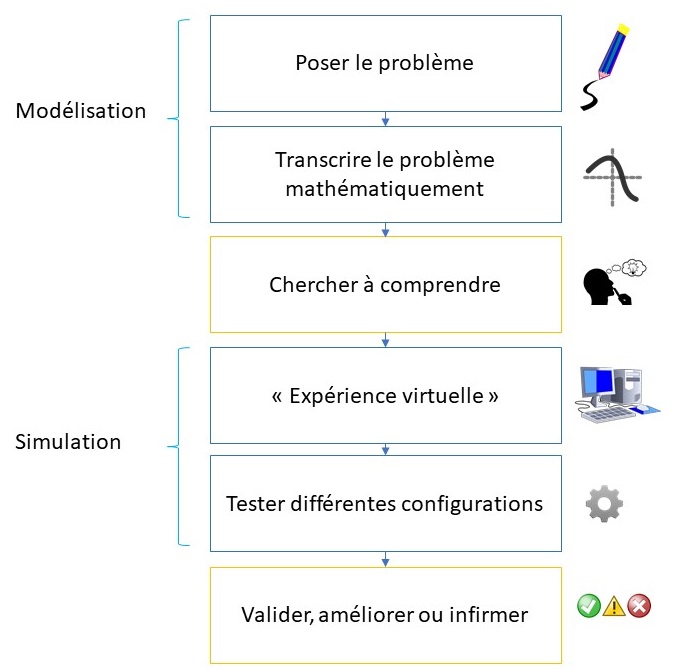 Poser le problème
Modélisation
Transcrire le problème
mathématiquement
Chercher à comprendre
« Expérience virtuelle »
Simulation
Tester différentes configurations
Valider, améliorer ou infirmer